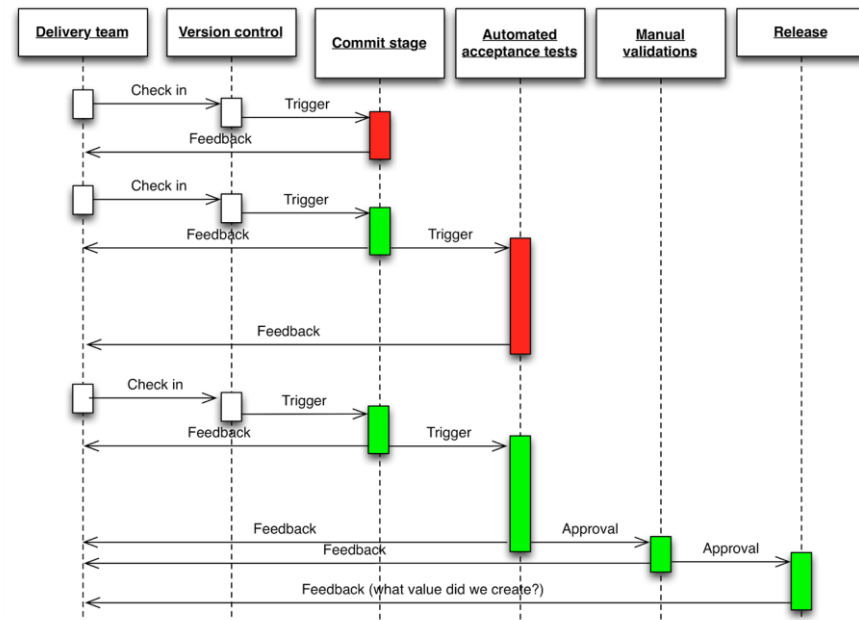 Delivery team
Version control
Commit stage
Automated
acceptance tests
Manual
validations
Release
Check in
Trigger
Feedback
Check in
Trigger
Feedback
Trigger
Feedback
Check in
Trigger
Feedback
Trigger
Feedback
Approval
Feedback
Approval
Feedback (what value did we create?)